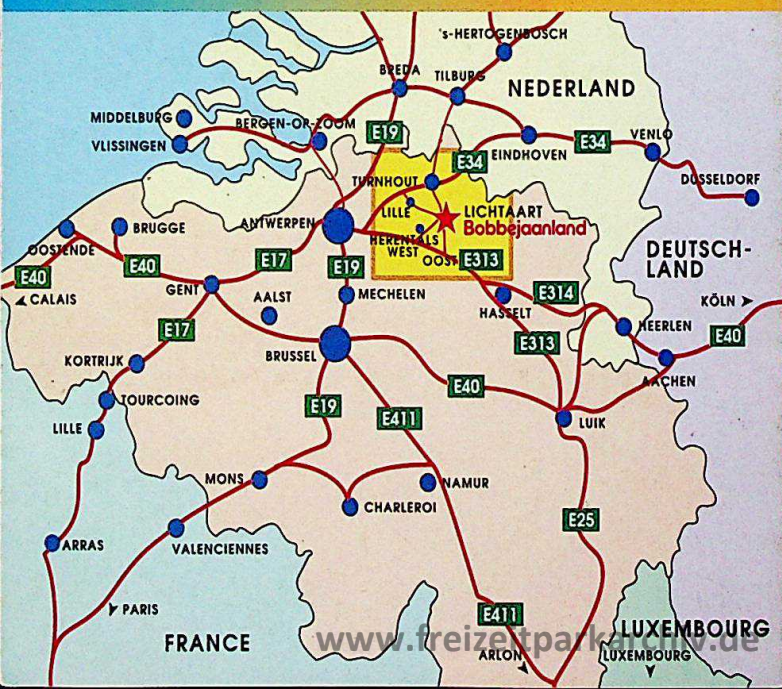 's-HERTOGENBOSCH
BREDA
TILBURG
NEDERLAND
MIDDELBURG
BERGEN-OP-ZOOM
E19
VLISSINGEN
E34
EINDHOVEN
E34
VENLO
TURNHOUT
DÜSSELDORF
LILLE
LICHTAART
ANTWERPEN
Bobbejaanland
BRUGGE
HERENTALS
WEST
OOST
OOSTENDE
DEUTSCH-
LAND
E40
E17
E19
E313
E40
GENT
MECHELEN
E314
CALAIS
AALST
HASSELT
KÖLN
E17
HEERLEN
E40
BRUSSEL
E313
KORTRIJK
AACHEN
E40
TOURCOING
E19
E411
LILLE
LUIK
MONS
NAMUR
CHARLEROI
E25
ARRAS
VALENCIENNES
PARIS
E411
LUXEMBOURG
FRANCE
www.freizeitparkarchiv.de
ARLON
LUXEMBOURG